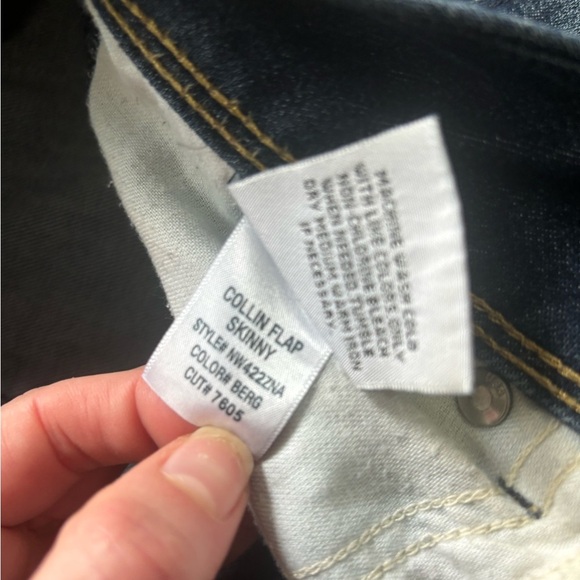 COLLIN FLAP
SKINNY
STYLE# NW4222NA
COLOR# BERG
CUT# 7605
MACHINE WASH COLD
WITH LIKE COLORS ONLY
NON-CHLORINE BLEACH
WHEN NEEDED TUMBLE
DRY MEDIUM WARM IRON
IF NECESSARY